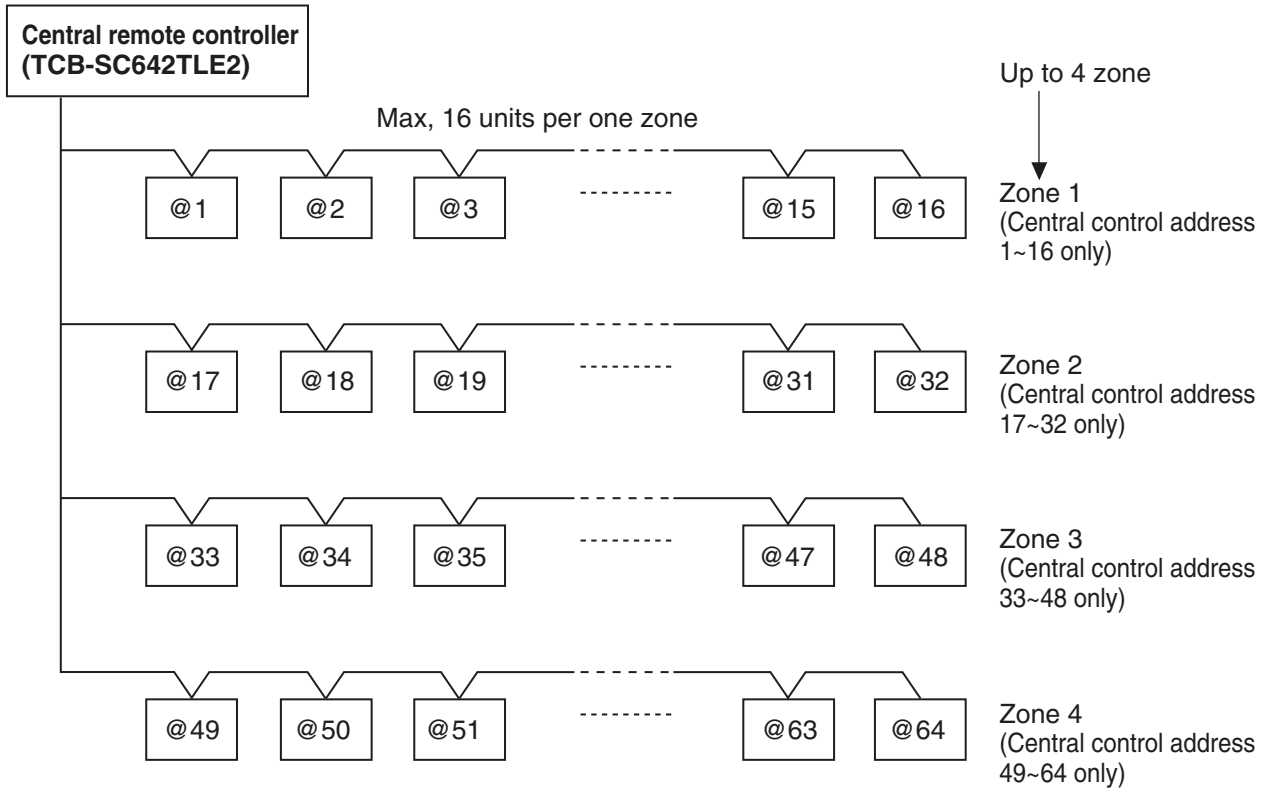 Central remote controller
(TCB-SC642TLE2)
Up to 4 zone
Max, 16 units per one zone
@1 @2 @3 @15 @16
Zone 1
(Central control address
1~16 only)
@17 @18 @19 @31 @32
Zone 2
(Central control address
17~32 only)
@33 @34 @35 @47 @48
Zone 3
(Central control address
33~48 only)
@49 @50 @51 @63 @64
Zone 4
(Central control address
49~64 only)